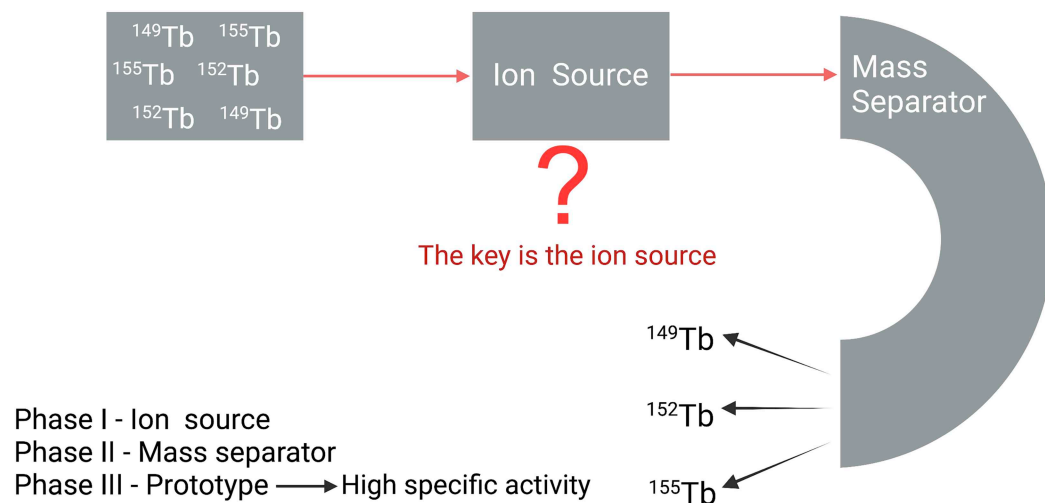 ¹⁴⁹Tb ¹⁵⁵Tb
¹⁵⁵Tb ¹⁵²Tb
¹⁵²Tb ¹⁴⁹Tb
Ion Source
Mass
Separator
?
The key is the ion source
¹⁴⁹Tb
¹⁵²Tb
¹⁵⁵Tb
Phase I - Ion source
Phase II - Mass separator
Phase III - Prototype → High specific activity